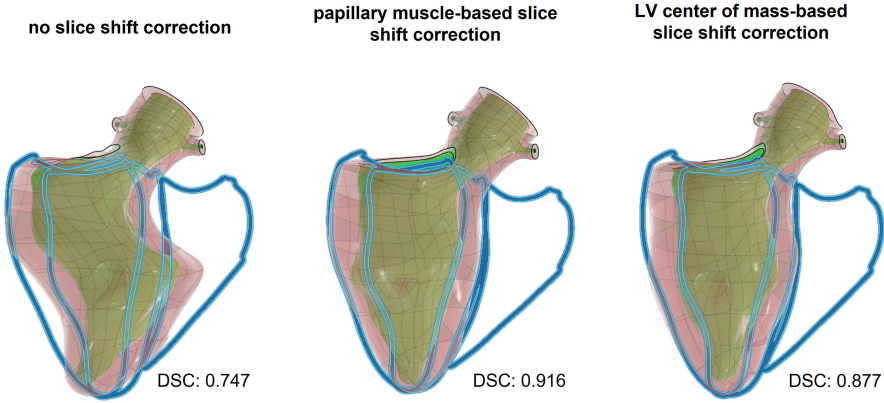 no slice shift correction
papillary muscle-based slice
shift correction
LV center of mass-based
slice shift correction
DSC: 0.747
DSC: 0.916
DSC: 0.877